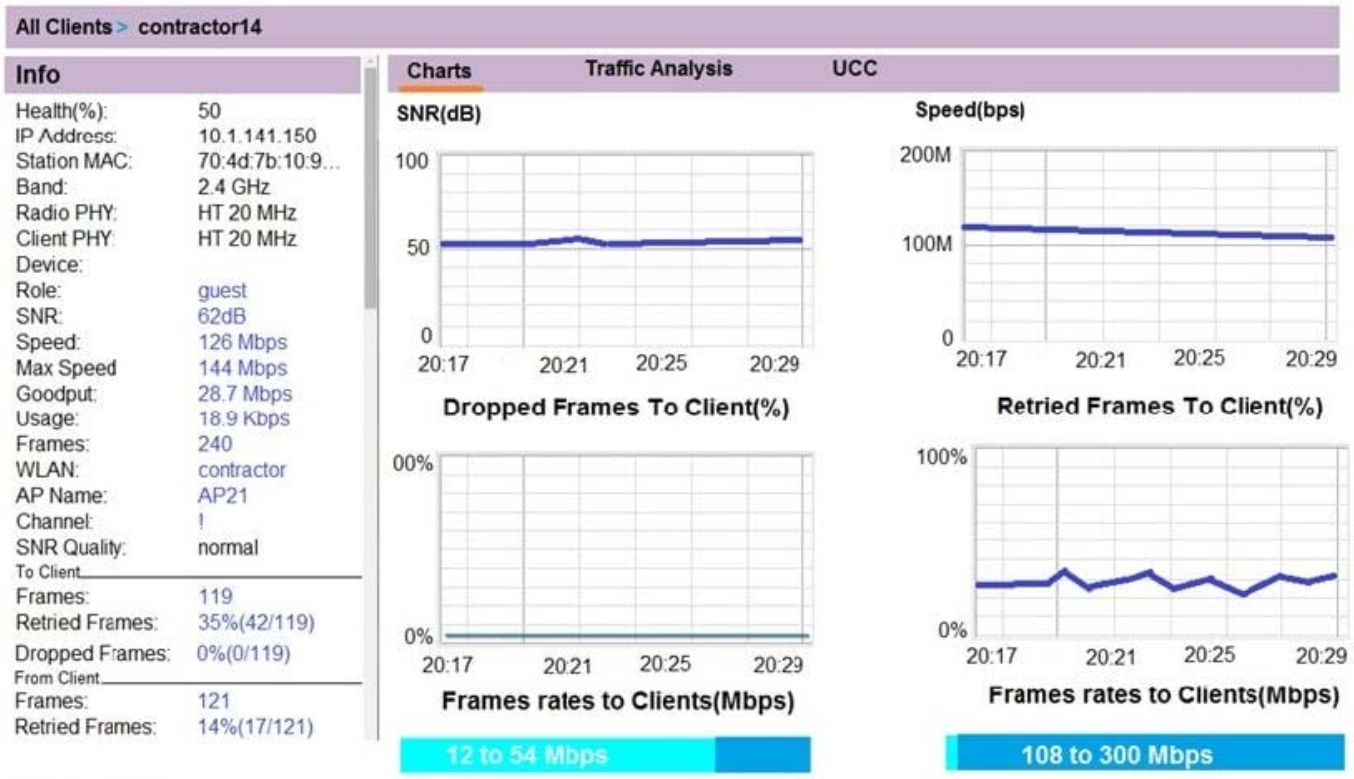 All Clients > contractor14
Info
Health(%): 50
IP Address: 10.1.141.150
Station MAC: 70:4d:7b:10:9...
Band: 2.4 GHz
Radio PHY: HT 20 MHz
Client PHY: HT 20 MHz
Device:
Role: guest
SNR: 62dB
Speed: 126 Mbps
Max Speed 144 Mbps
Goodput: 28.7 Mbps
Usage: 18.9 Kbps
Frames: 240
WLAN: contractor
AP Name: AP21
Channel: !
SNR Quality: normal
To Client
Frames: 119
Retried Frames: 35%(42/119)
Dropped Frames: 0%(0/119)
From Client
Frames: 121
Retried Frames: 14%(17/121)
Charts Traffic Analysis UCC
SNR(dB)
100
50
0
20:17 20:21 20:25 20:29
Speed(bps)
200M
100M
0
20:17 20:21 20:25 20:29
Dropped Frames To Client(%)
00%
0%
20:17 20:21 20:25 20:29
Retried Frames To Client(%)
100%
0%
20:17 20:21 20:25 20:29
Frames rates to Clients(Mbps)
12 to 54 Mbps
Frames rates to Clients(Mbps)
108 to 300 Mbps